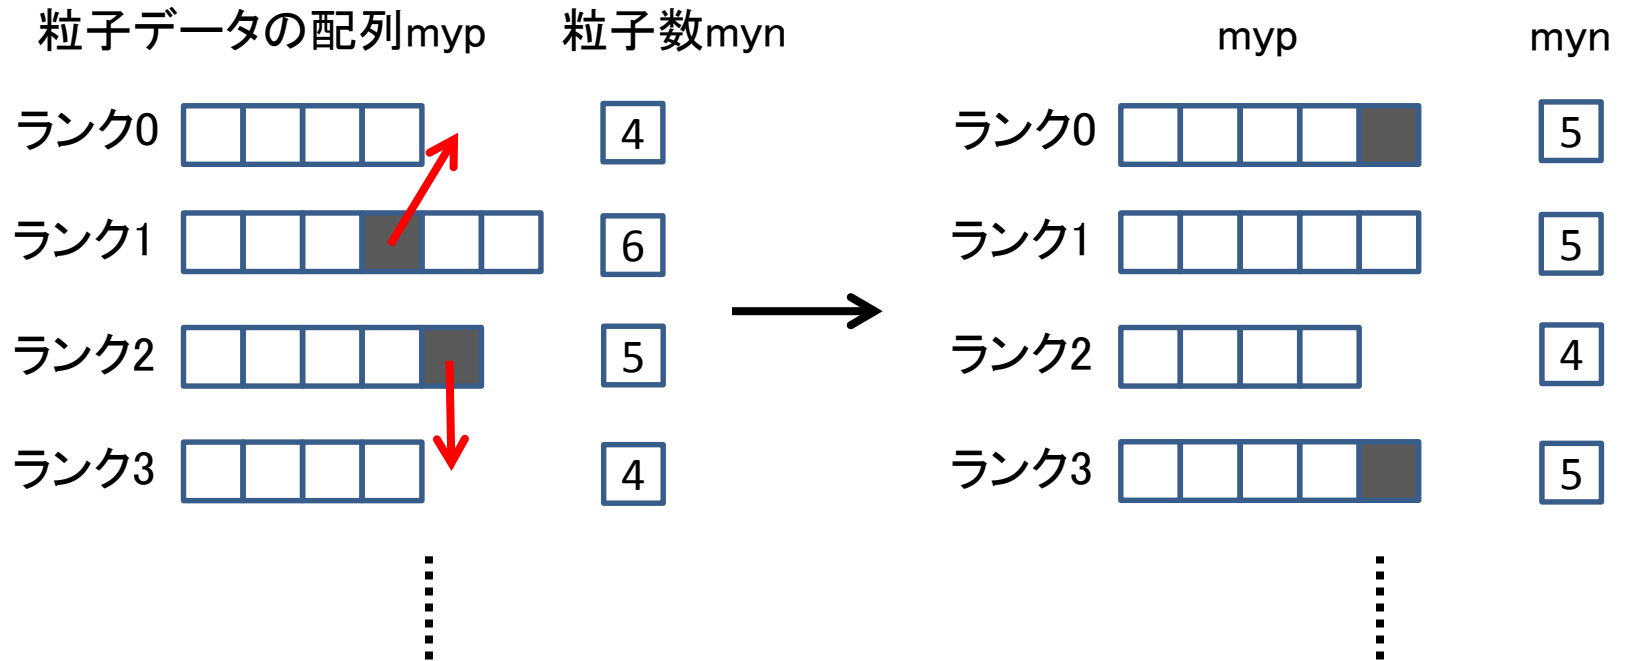 粒子データの配列myp 粒子数myn
ランク0 4
ランク1 6
ランク2 5
ランク3 4
myp myn
ランク0 5
ランク1 5
ランク2 4
ランク3 5